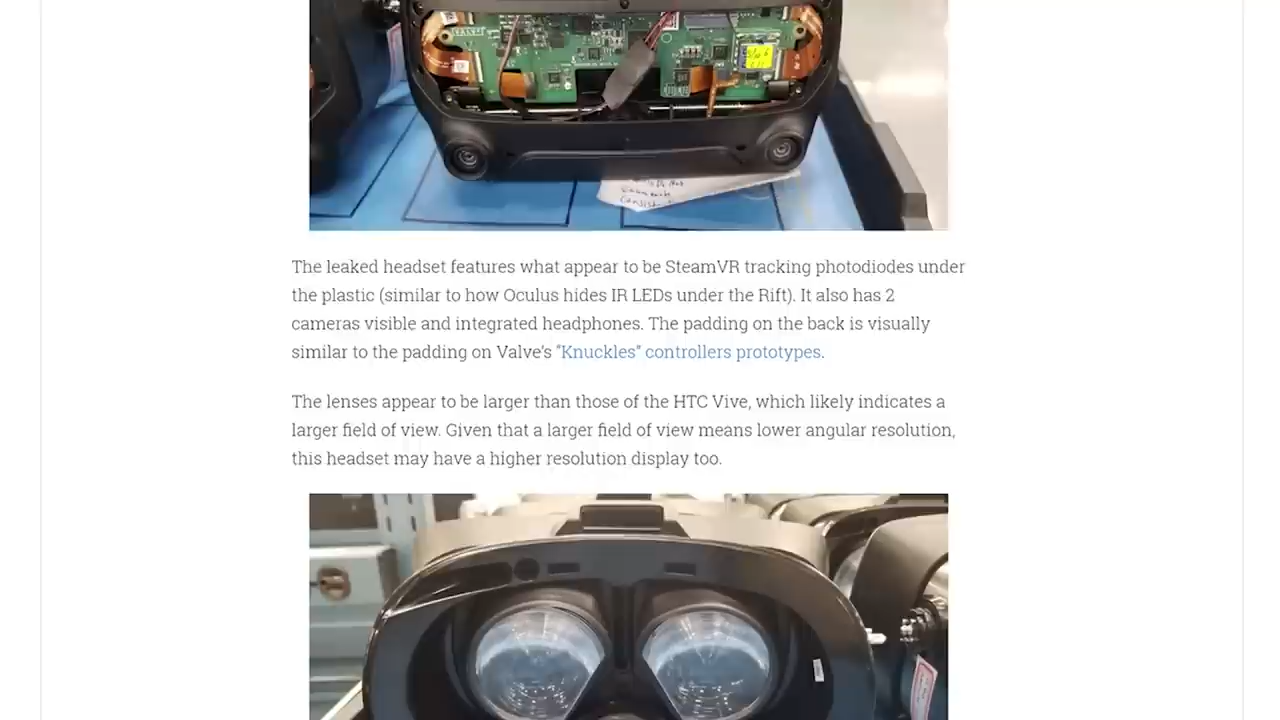 VALVE
The leaked headset features what appear to be SteamVR tracking photodiodes under
the plastic (similar to how Oculus hides IR LEDs under the Rift). It also has 2
cameras visible and integrated headphones. The padding on the back is visually
similar to the padding on Valve's "Knuckles" controllers prototypes.
The lenses appear to be larger than those of the HTC Vive, which likely indicates a
larger field of view. Given that a larger field of view means lower angular resolution,
this headset may have a higher resolution display too.